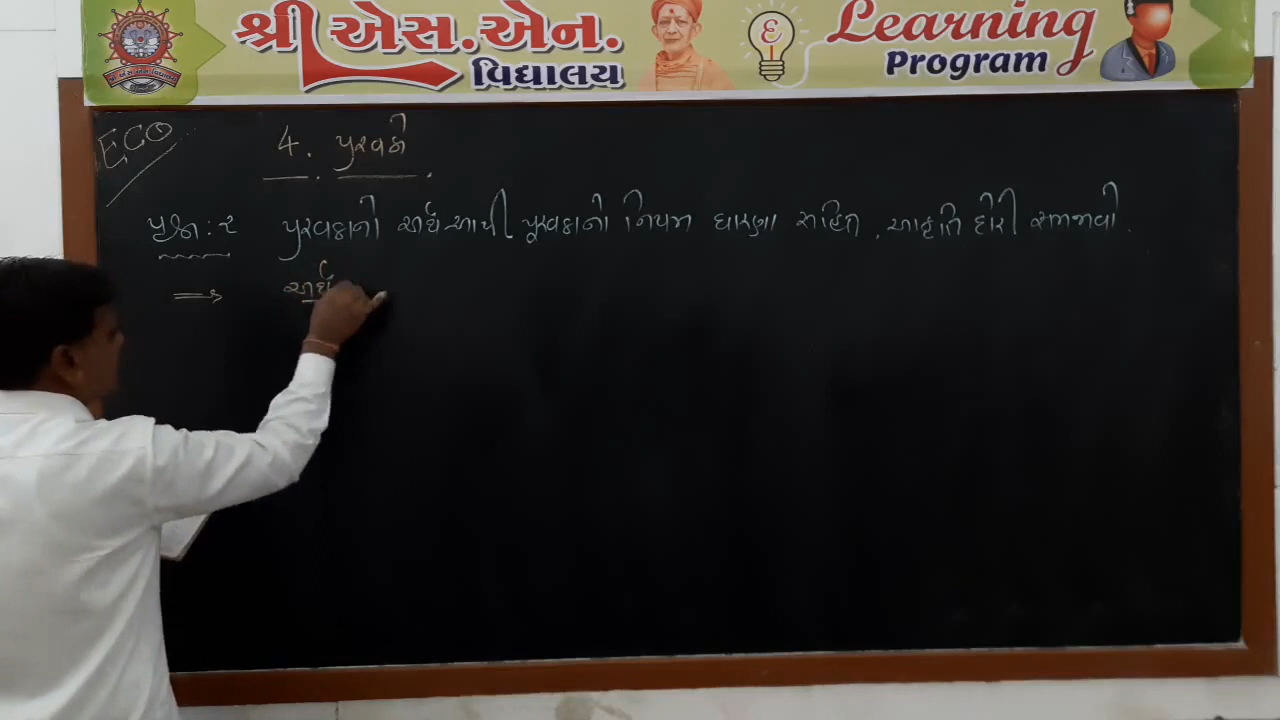 શ્રી એસ.એન.
વિદ્યાલય
Learning
Program
ECO
4. પુરવઠો
પ્રશ્ન : ૨ પુરવઠાનો અર્થ આપી પૂરવઠાનો નિયમ ધારણા સહિત, આકૃતિ દોરી સમજાવો.
⇒ અર્થ